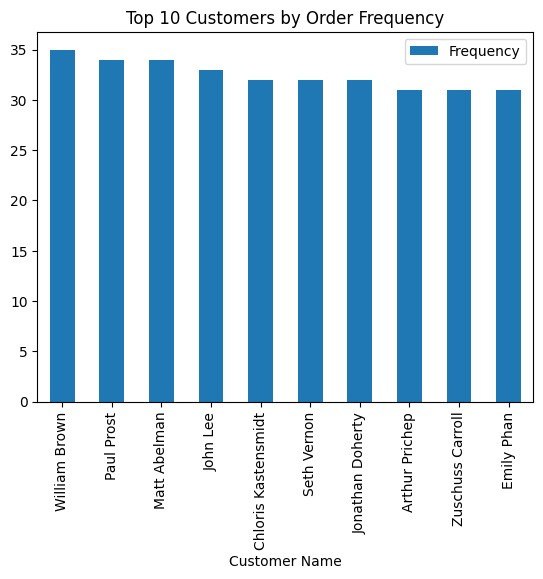 Top 10 Customers by Order Frequency
Frequency
35
30
25
20
15
10
5
0
William Brown
Paul Prost
Matt Abelman
John Lee
Chloris Kastensmidt
Seth Vernon
Jonathan Doherty
Arthur Prichep
Zuschuss Carroll
Emily Phan
Customer Name